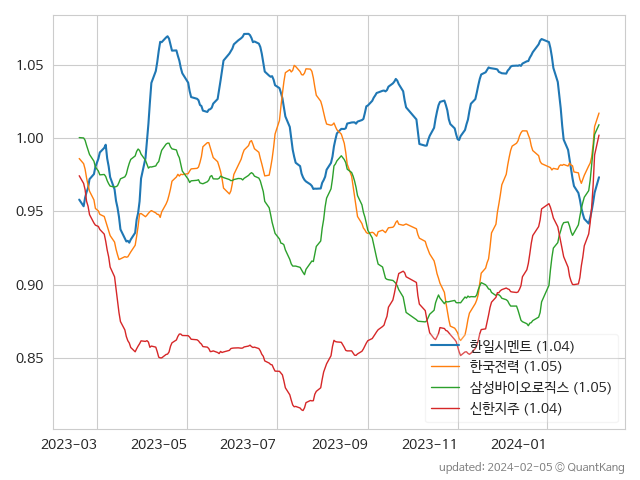 1.05
1.00
0.95
0.90
0.85
한일시멘트 (1.04)
한국전력 (1.05)
삼성바이오로직스 (1.05)
신한지주 (1.04)
2023-03 2023-05 2023-07 2023-09 2023-11 2024-01
updated: 2024-02-05 © QuantKang